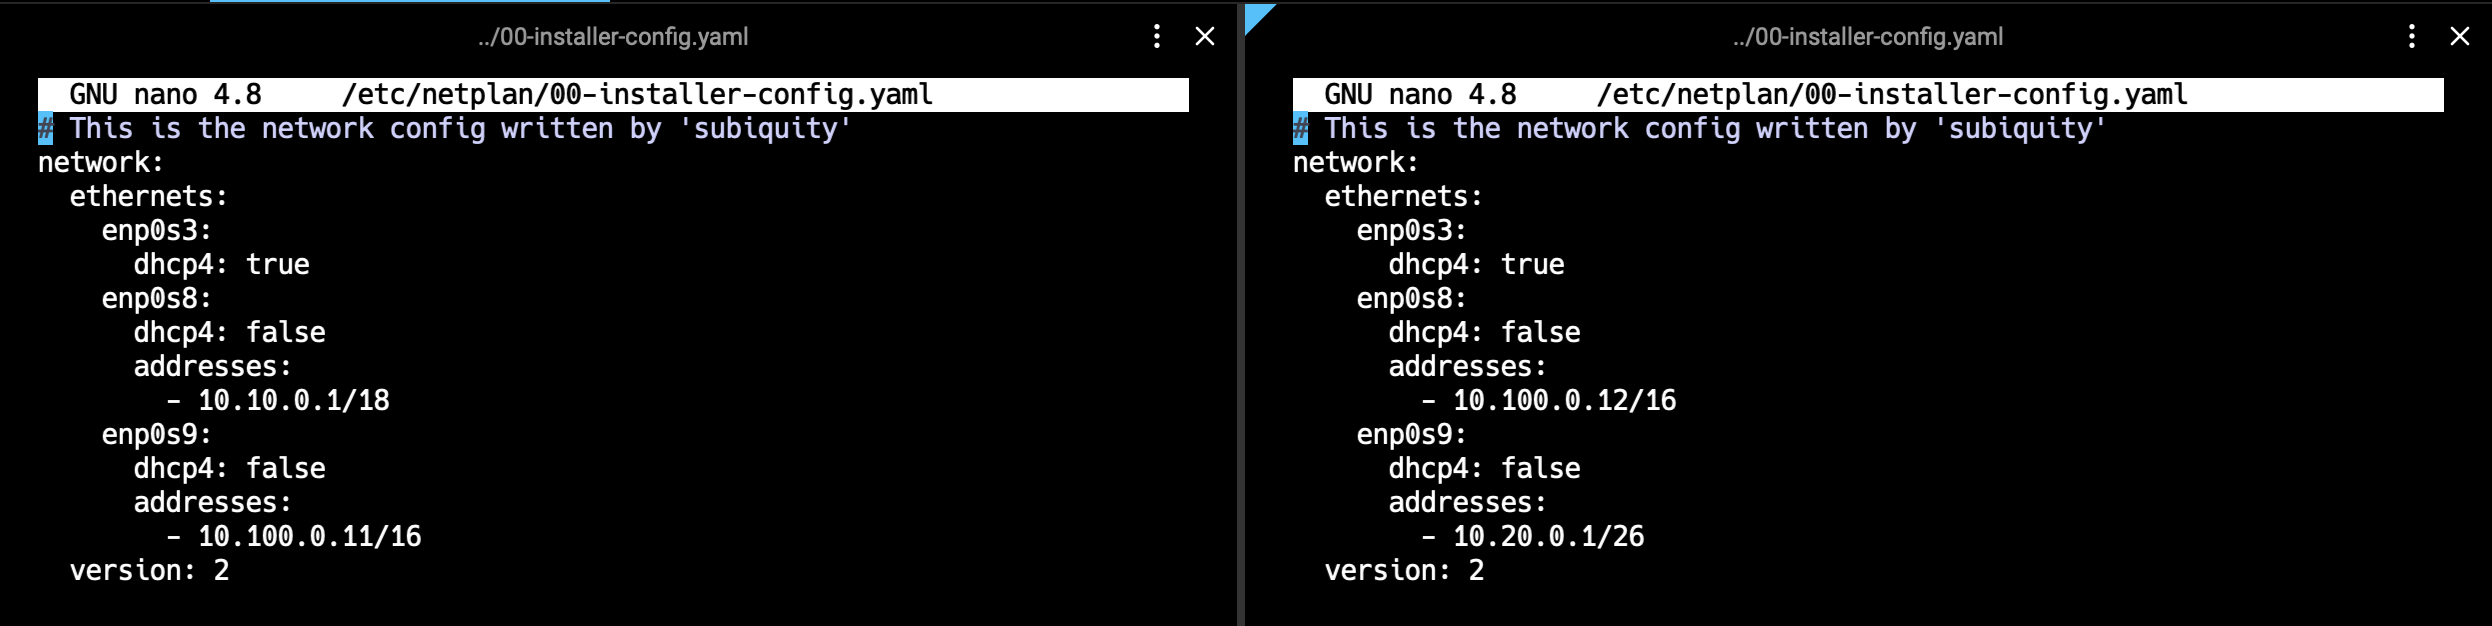 ../00-installer-config.yaml
GNU nano 4.8 /etc/netplan/00-installer-config.yaml
# This is the network config written by 'subiquity'
network:
  ethernets:
    enp0s3:
      dhcp4: true
    enp0s8:
      dhcp4: false
      addresses:
        - 10.10.0.1/18
    enp0s9:
      dhcp4: false
      addresses:
        - 10.100.0.11/16
  version: 2
../00-installer-config.yaml
GNU nano 4.8 /etc/netplan/00-installer-config.yaml
# This is the network config written by 'subiquity'
network:
  ethernets:
    enp0s3:
      dhcp4: true
    enp0s8:
      dhcp4: false
      addresses:
        - 10.100.0.12/16
    enp0s9:
      dhcp4: false
      addresses:
        - 10.20.0.1/26
  version: 2